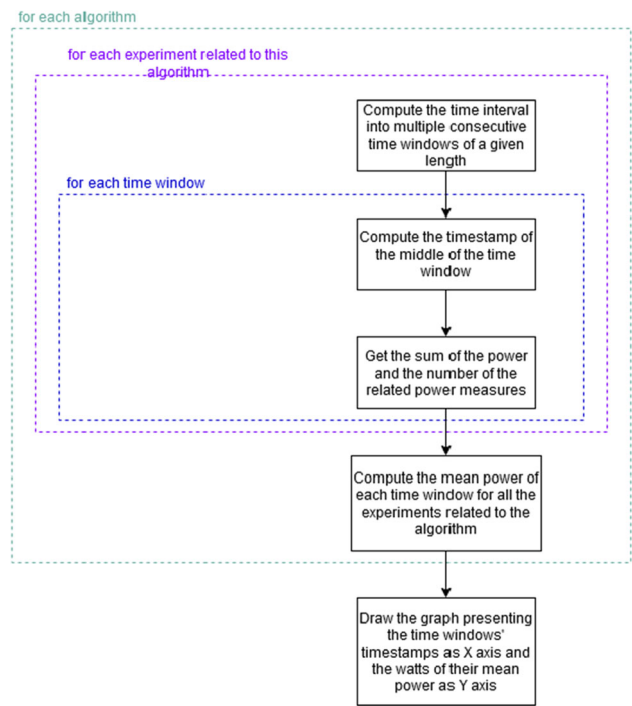 for each algorithm
for each experiment related to this
algorithm
Compute the time interval
into multiple consecutive
time windows of a given
length
for each time window
Compute the timestamp of
the middle of the time
window
Get the sum of the power
and the number of the
related power measures
Compute the mean power of
each time window for all the
experiments related to the
algorithm
Draw the graph presenting
the time windows'
timestamps as X axis and
the watts of their mean
power as Y axis